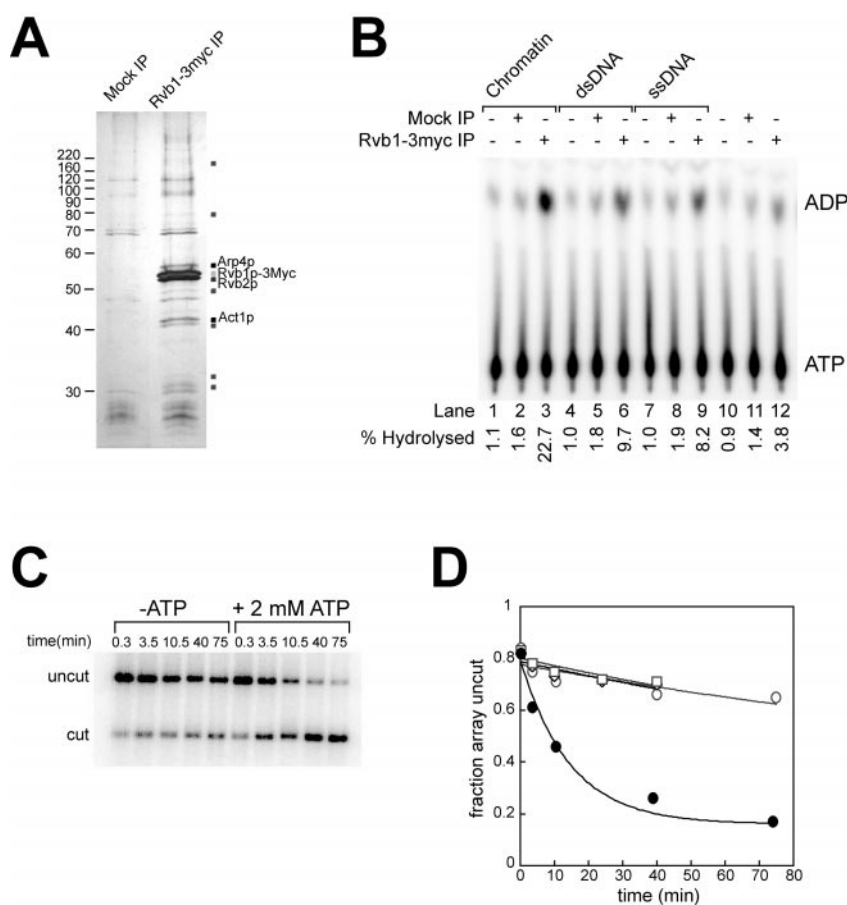 A
Mock IP
Rvb1-3myc IP
220
160
120
100
90
80
70
60
50
40
30
Arp4p
Rvb1p-3Myc
Rvb2p
Act1p
B
Chromatin dsDNA ssDNA
Mock IP - + - - + - - + - - + -
Rvb1-3myc IP - - + - - + - - + - - +
ADP
ATP
Lane 1 2 3 4 5 6 7 8 9 10 11 12
% Hydrolysed 1.1 1.6 22.7 1.0 1.8 9.7 1.0 1.9 8.2 0.9 1.4 3.8
C
-ATP + 2 mM ATP
time(min) 0.3 3.5 10.5 40 75 0.3 3.5 10.5 40 75
uncut
cut
D
fraction array uncut
1
0.8
0.6
0.4
0.2
0
0 10 20 30 40 50 60 70 80
time (min)